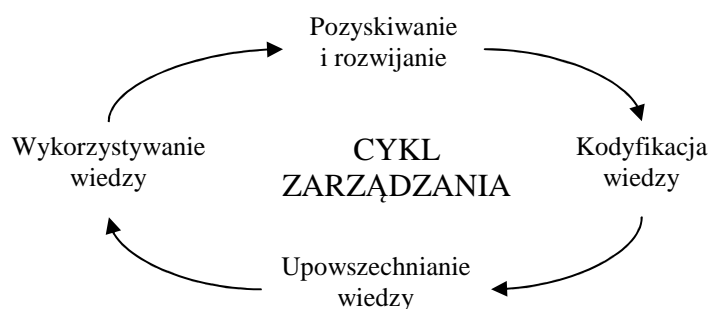 Pozyskiwanie
i rozwijanie
Wykorzystywanie
wiedzy
CYKL
ZARZĄDZANIA
Kodyfikacja
wiedzy
Upowszechnianie
wiedzy